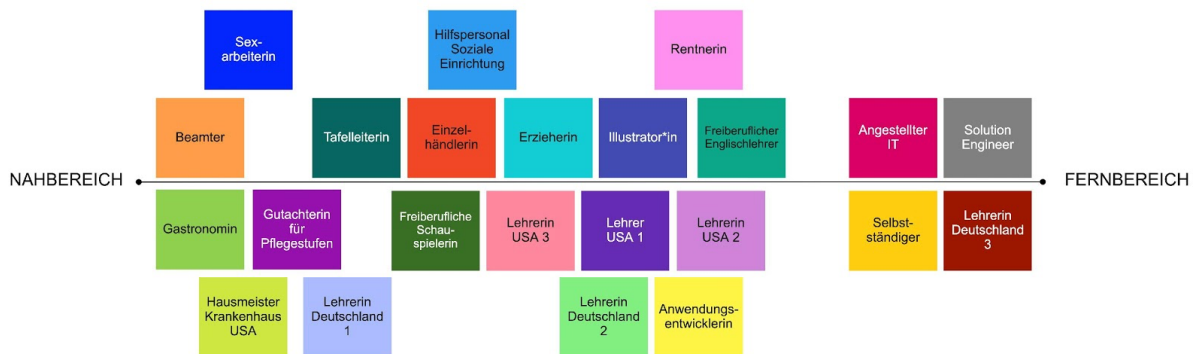 Sex-
arbeiterin
Hilfspersonal
Soziale
Einrichtung
Rentnerin
Beamter
Tafelleiterin
Einzel-
händlerin
Erzieherin
Illustrator*in
Freiberuflicher
Englischlehrer
Angestellter
IT
Solution
Engineer
NAHBEREICH
FERNBEREICH
Gastronomin
Gutachterin
für
Pflegestufen
Freiberufliche
Schau-
spielerin
Lehrerin
USA 3
Lehrer
USA 1
Lehrerin
USA 2
Selbst-
ständiger
Lehrerin
Deutschland
3
Hausmeister
Krankenhaus
USA
Lehrerin
Deutschland
1
Lehrerin
Deutschland
2
Anwendungs-
entwicklerin